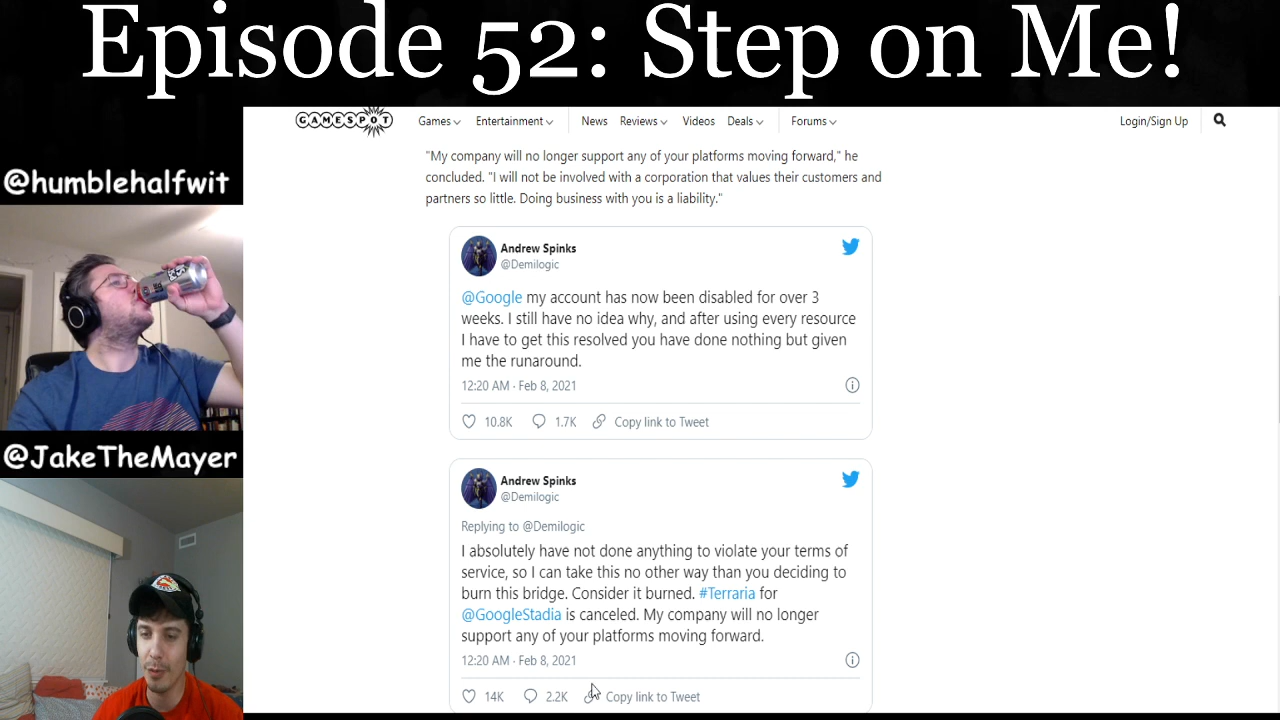 Episode 52: Step on Me!
GAMESPOT
Games Entertainment News Reviews Videos Deals Forums Login/Sign Up
@humblehalfwit
@JakeTheMayer
"My company will no longer support any of your platforms moving forward," he
concluded. "I will not be involved with a corporation that values their customers and
partners so little. Doing business with you is a liability."
Andrew Spinks
@Demilogic
@Google my account has now been disabled for over 3
weeks. I still have no idea why, and after using every resource
I have to get this resolved you have done nothing but given
me the runaround.
12:20 AM · Feb 8, 2021
10.8K 1.7K Copy link to Tweet
Andrew Spinks
@Demilogic
Replying to @Demilogic
I absolutely have not done anything to violate your terms of
service, so I can take this no other way than you deciding to
burn this bridge. Consider it burned. #Terraria for
@GoogleStadia is canceled. My company will no longer
support any of your platforms moving forward.
12:20 AM · Feb 8, 2021
14K 2.2K Copy link to Tweet